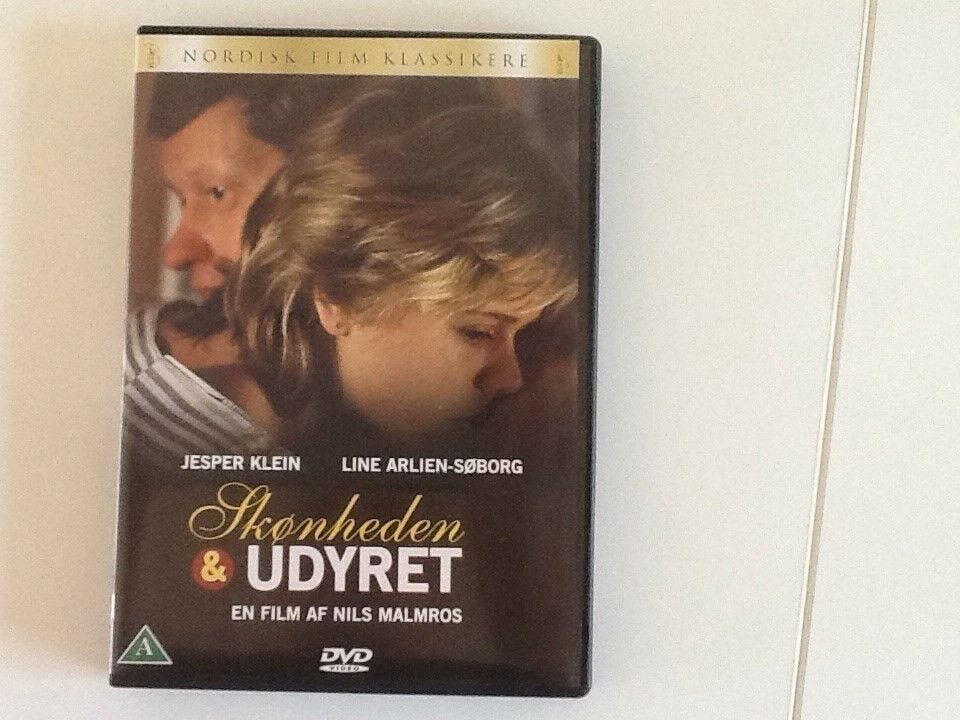 NORDISK FILM KLASSIKERE
JESPER KLEIN LINE ARLIEN-SØBORG
Skønheden
& UDYRET
EN FILM AF NILS MALMROS
A
DVD
VIDEO